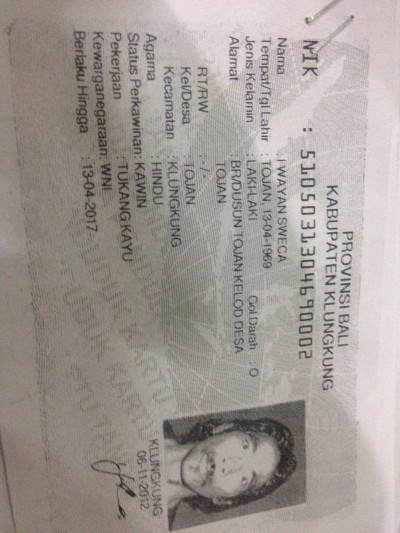 PROVINSI BALI
KABUPATEN KLUNGKUNG
NIK : 5105031304690002
Nama : I WAYAN SWECA
Tempat/Tgl Lahir : TOJAN, 13-04-1969
Jenis Kelamin : LAKI-LAKI Gol Darah : O
Alamat : BR/DUSUN TOJAN KELOD DESA
TOJAN
RT/RW : - / -
Kel/Desa : TOJAN
Kecamatan : KLUNGKUNG
Agama : HINDU
Status Perkawinan: KAWIN
Pekerjaan : TUKANG KAYU
Kewarganegaraan: WNI
Berlaku Hingga : 13-04-2017
KLUNGKUNG
06-11-2012